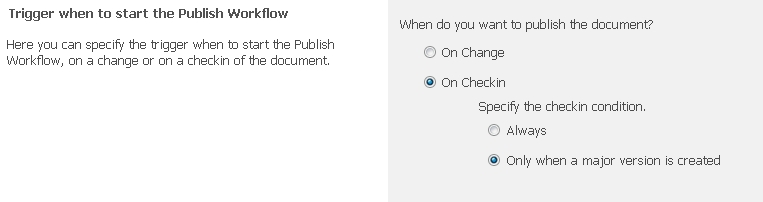 Trigger when to start the Publish Workflow
Here you can specify the trigger when to start the Publish
Workflow, on a change or on a checkin of the document.
When do you want to publish the document?
On Change
On Checkin
Specify the checkin condition.
Always
Only when a major version is created